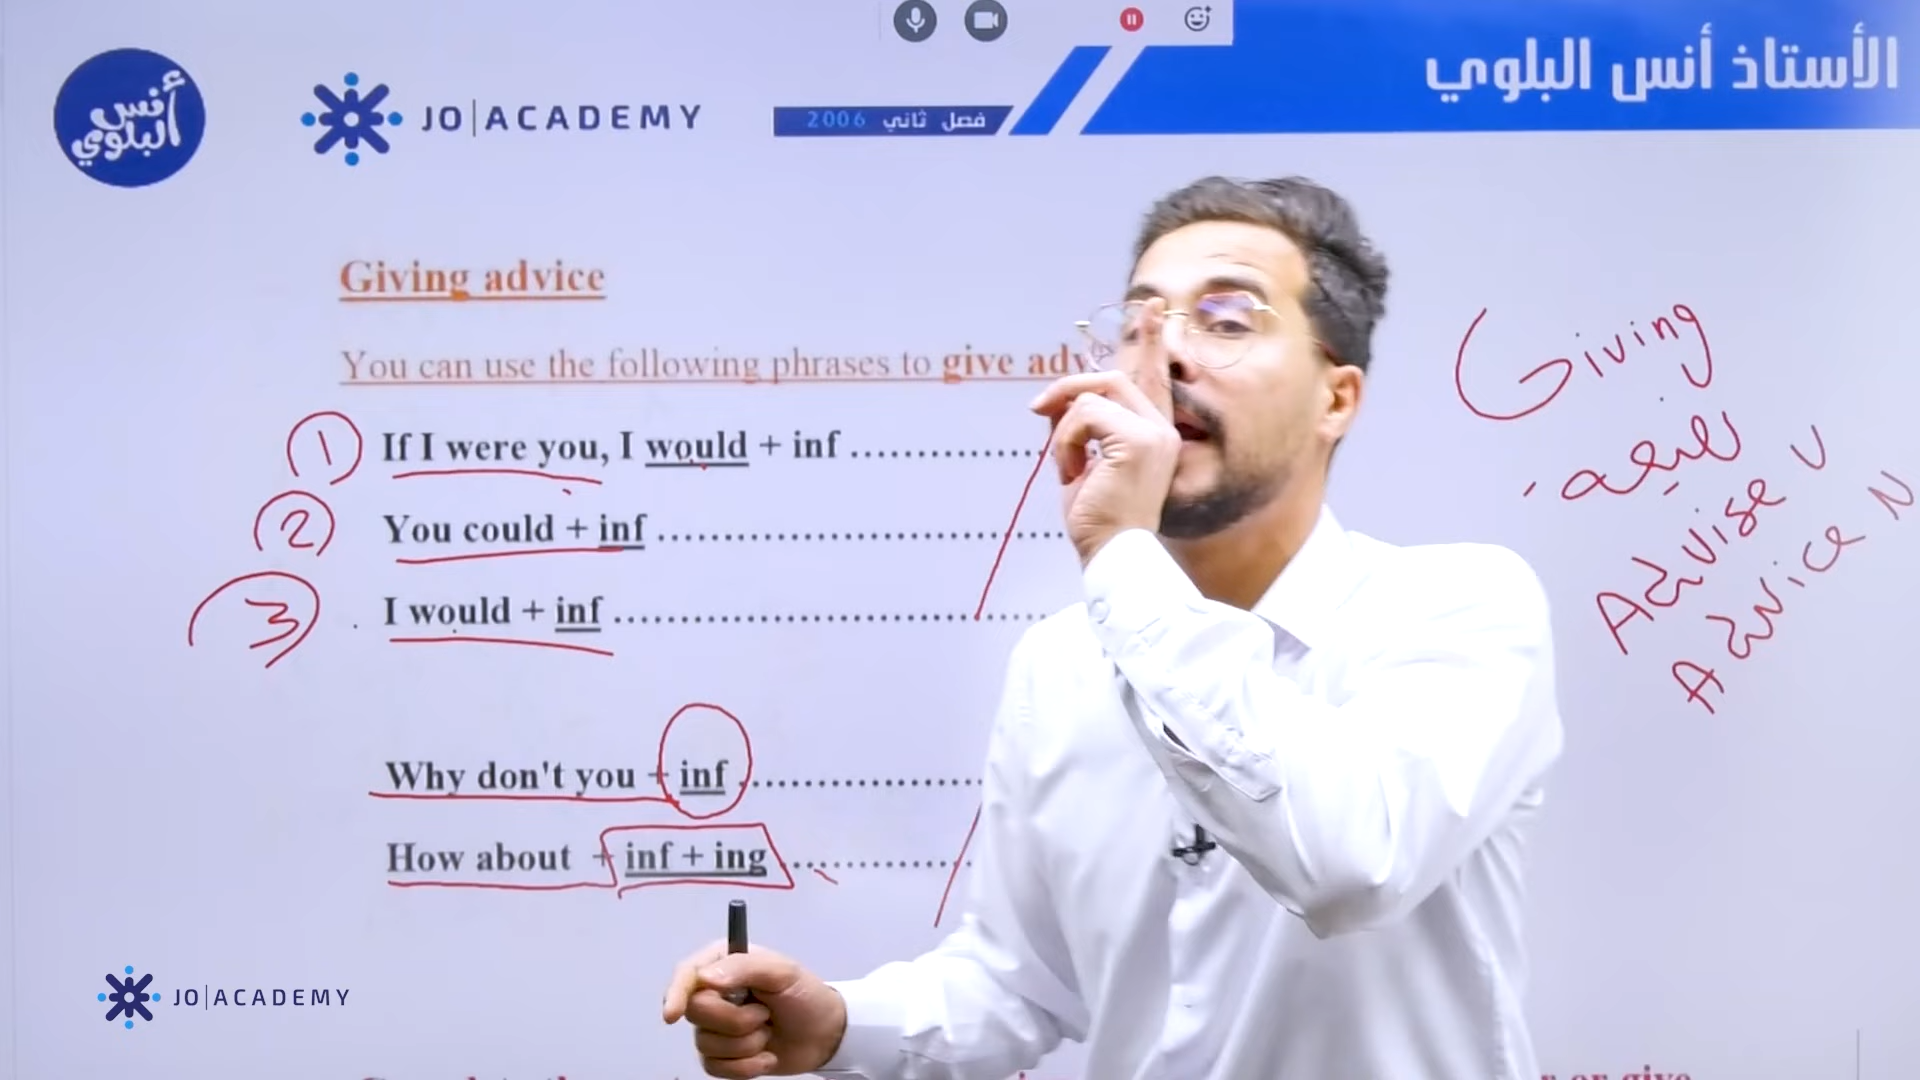 الأستاذ أنس البلوي
أنس
البلوي
JO ACADEMY
فصل ثاني 2006
Giving advice
You can use the following phrases to give adv
1 If I were you, I would + inf ...............
2 You could + inf ..............................
3 I would + inf ................................
Why don't you + inf ...................
How about + inf + ing ..............
Giving
Advise V
Advice N
JO ACADEMY
or give